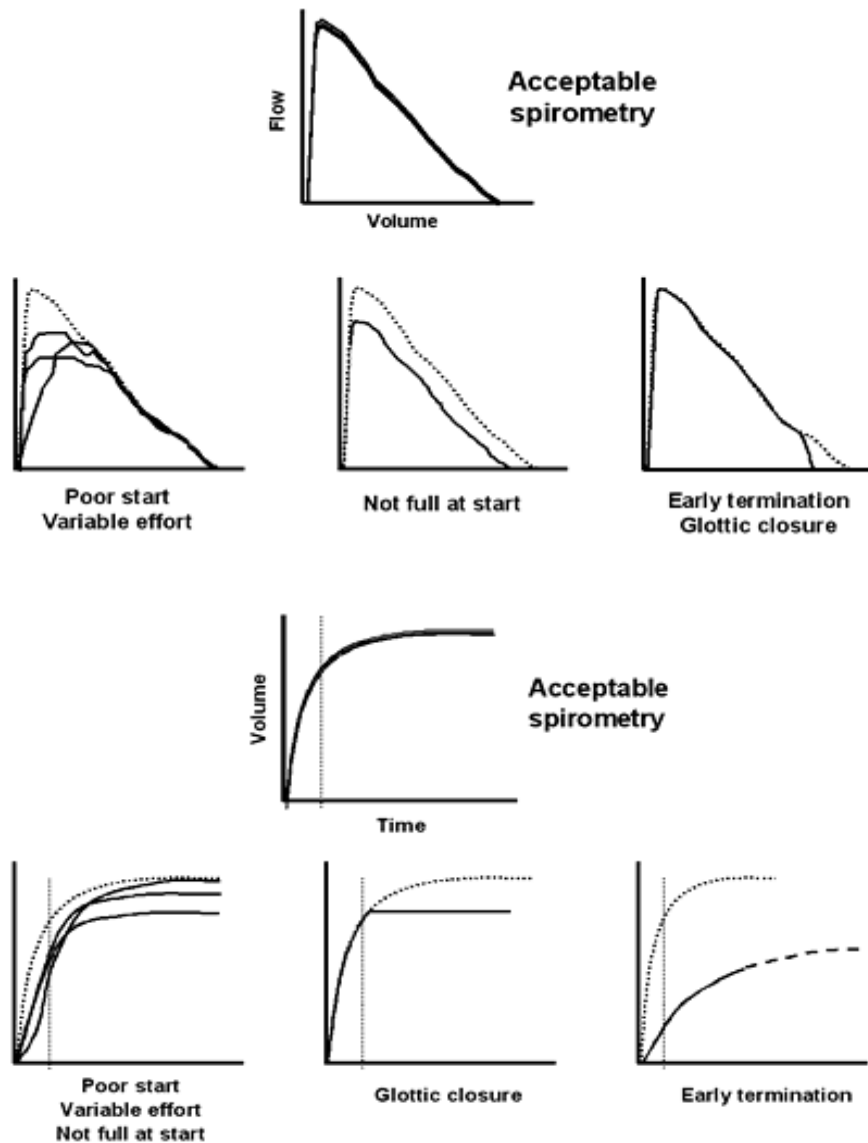 Acceptable
spirometry
Flow
Volume
Poor start
Variable effort
Not full at start
Early termination
Glottic closure
Acceptable
spirometry
Volume
Time
Poor start
Variable effort
Not full at start
Glottic closure
Early termination